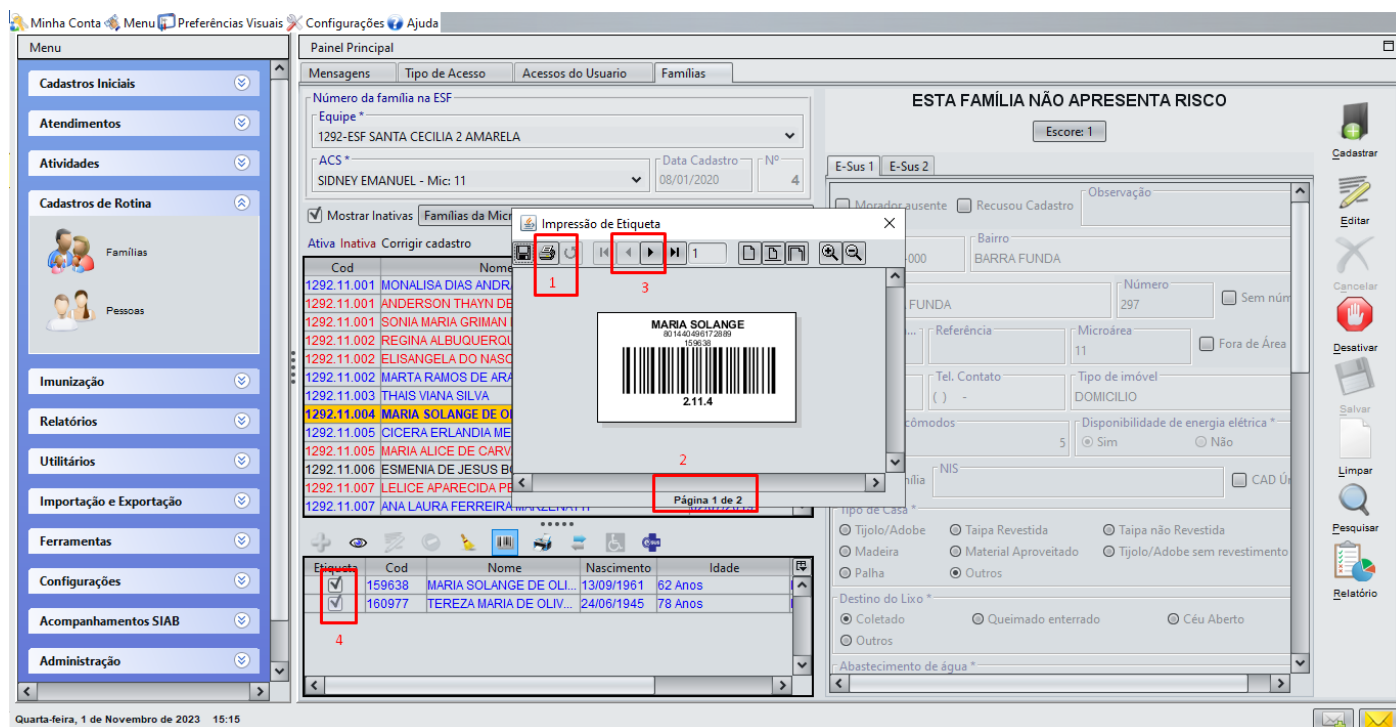 Minha Conta Menu Preferências Visuais Configurações Ajuda
Menu
Painel Principal
Cadastros Iniciais
Atendimentos
Atividades
Cadastros de Rotina
Famílias
Pessoas
Imunização
Relatórios
Utilitários
Importação e Exportação
Ferramentas
Configurações
Acompanhamentos SIAB
Administração
Mensagens Tipo de Acesso Acessos do Usuario Famílias
Número da família na ESF
Equipe *
1292-ESF SANTA CECILIA 2 AMARELA
ACS * Data Cadastro Nº
SIDNEY EMANUEL - Mic: 11 08/01/2020 4
Mostrar Inativas Famílias da Micr
Ativa Inativa Corrigir cadastro
Cod Nome
1292.11.001 MONALISA DIAS ANDR
1292.11.001 ANDERSON THAYN DE
1292.11.001 SONIA MARIA GRIMAN
1292.11.002 REGINA ALBUQUERQU
1292.11.002 ELISANGELA DO NASC
1292.11.002 MARTA RAMOS DE ARA
1292.11.003 THAIS VIANA SILVA
1292.11.004 MARIA SOLANGE DE OL
1292.11.005 CICERA ERLANDIA ME
1292.11.005 MARIA ALICE DE CARV
1292.11.006 ESMENIA DE JESUS BO
1292.11.007 LELICE APARECIDA PE
1292.11.007 ANA LAURA FERREIRA
Impressão de Etiqueta
1
1
3
MARIA SOLANGE
801440496172889
159638
2.11.4
2
Página 1 de 2
Etiqueta Cod Nome Nascimento Idade
159638 MARIA SOLANGE DE OLI... 13/09/1961 62 Anos
160977 TEREZA MARIA DE OLIV... 24/06/1945 78 Anos
4
ESTA FAMÍLIA NÃO APRESENTA RISCO
Escore: 1
E-Sus 1 E-Sus 2
Morador ausente Recusou Cadastro Observação
Bairro
-000 BARRA FUNDA
Número
FUNDA 297 Sem núm
Referência Microárea
11 Fora de Área
Tel. Contato Tipo de imóvel
( ) - DOMICILIO
cômodos Disponibilidade de energia elétrica *
5 Sim Não
NIS
mília CAD Ún
Tipo de Casa *
Tijolo/Adobe Taipa Revestida Taipa não Revestida
Madeira Material Aproveitado Tijolo/Adobe sem revestimento
Palha Outros
Destino do Lixo *
Coletado Queimado enterrado Céu Aberto
Outros
Abastecimento de água *
Cadastrar
Editar
Cancelar
Desativar
Salvar
Limpar
Pesquisar
Relatório
Quarta-feira, 1 de Novembro de 2023 15:15